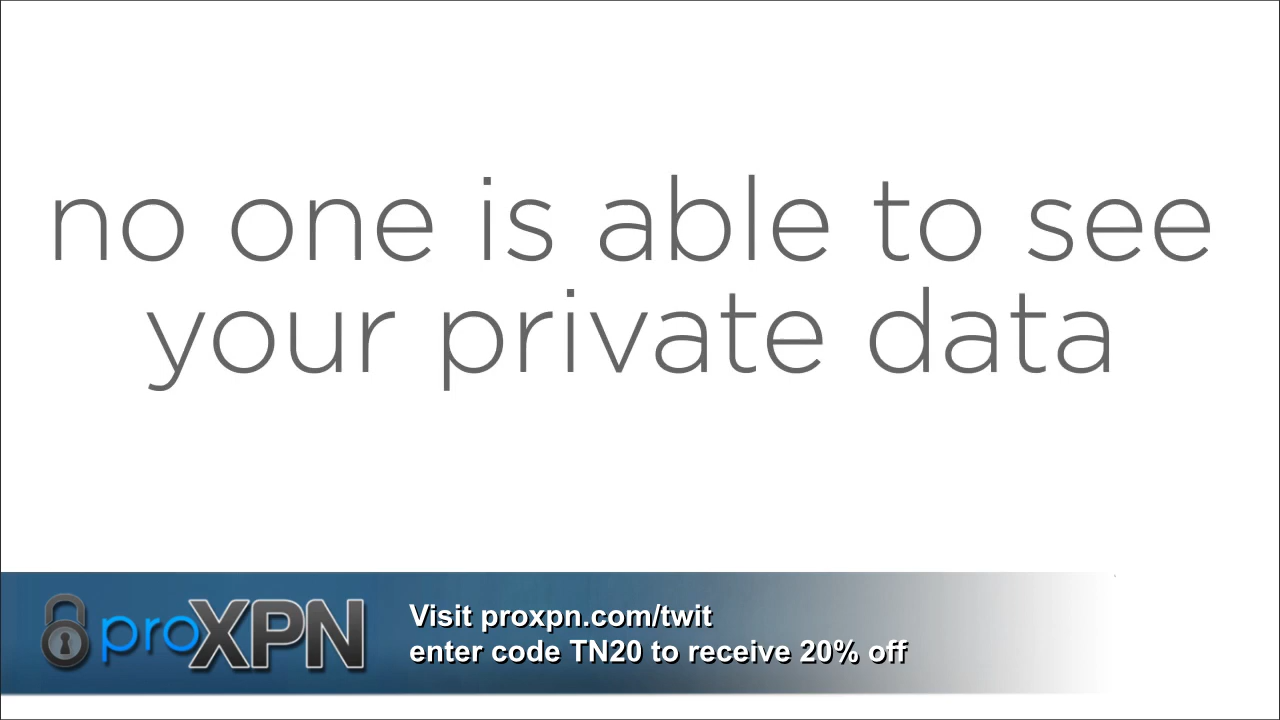 no one is able to see
your private data
proXPN
Visit proxpn.com/twit
enter code TN20 to receive 20% off